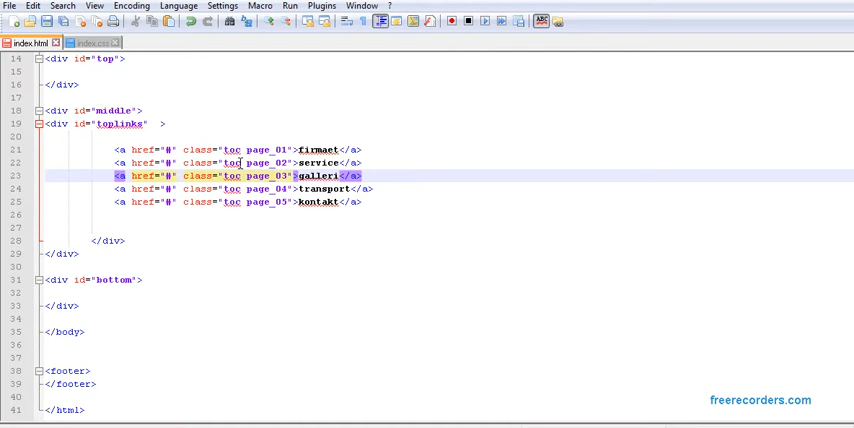 File Edit Search View Encoding Language Settings Macro Run Plugins Window ?
ABC
index.html index.css
14 <div id="top">
15
16 </div>
17
18 <div id="middle">
19 <div id="toplinks" >
20
21 <a href="#" class="toc page_01">firmaet</a>
22 <a href="#" class="toc page_02">service</a>
23 <a href="#" class="toc page_03">galleri</a>
24 <a href="#" class="toc page_04">transport</a>
25 <a href="#" class="toc page_05">kontakt</a>
26
27
28 </div>
29 </div>
30
31 <div id="bottom">
32
33 </div>
34
35 </body>
36
37
38 <footer>
39 </footer>
40
41 </html>
freerecorders.com